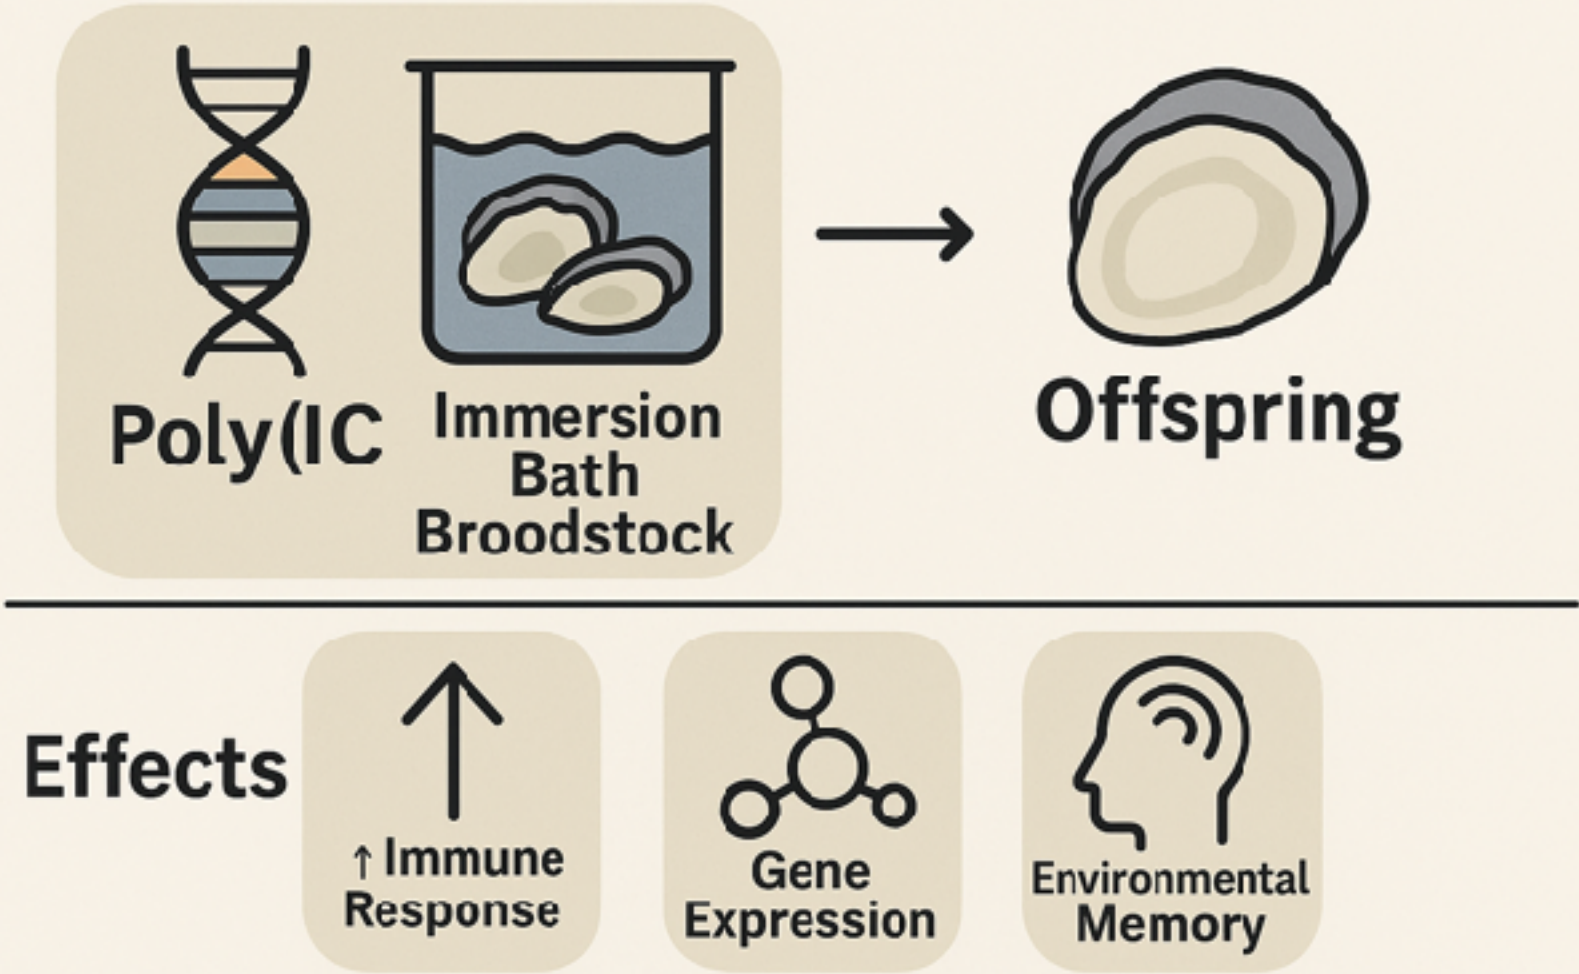 Poly(IC
Immersion
Bath
Broodstock
Offspring
Effects
↑ Immune
Response
Gene
Expression
Environmental
Memory